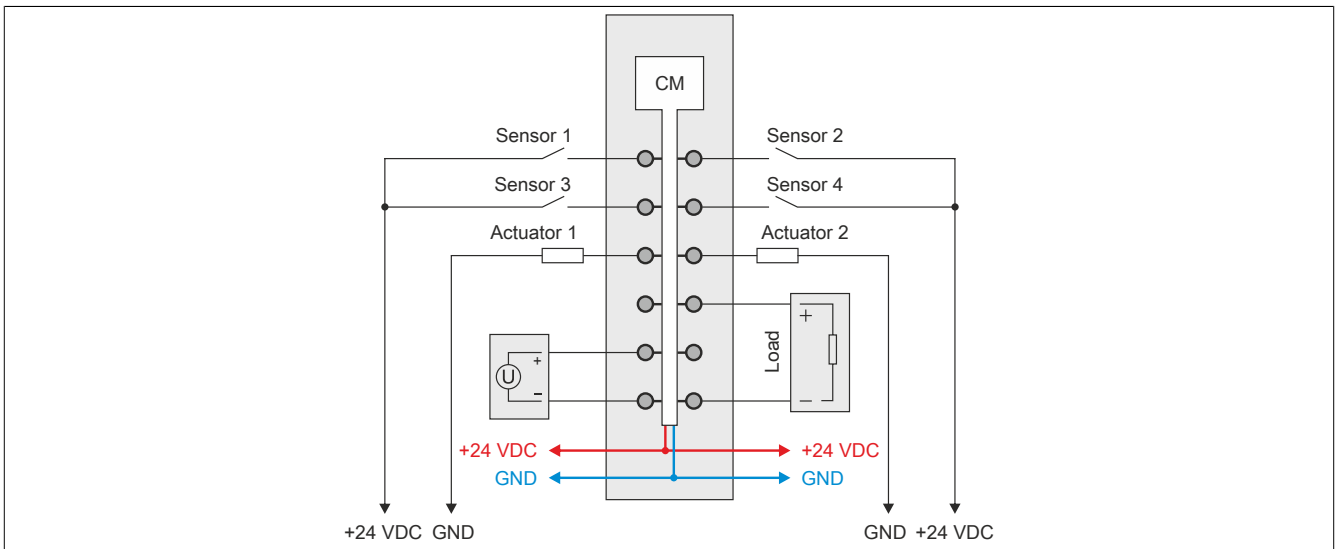 CM
Sensor 1 Sensor 2
Sensor 3 Sensor 4
Actuator 1 Actuator 2
+
Load
+
U
−
−
+24 VDC +24 VDC
GND GND
+24 VDC GND GND +24 VDC